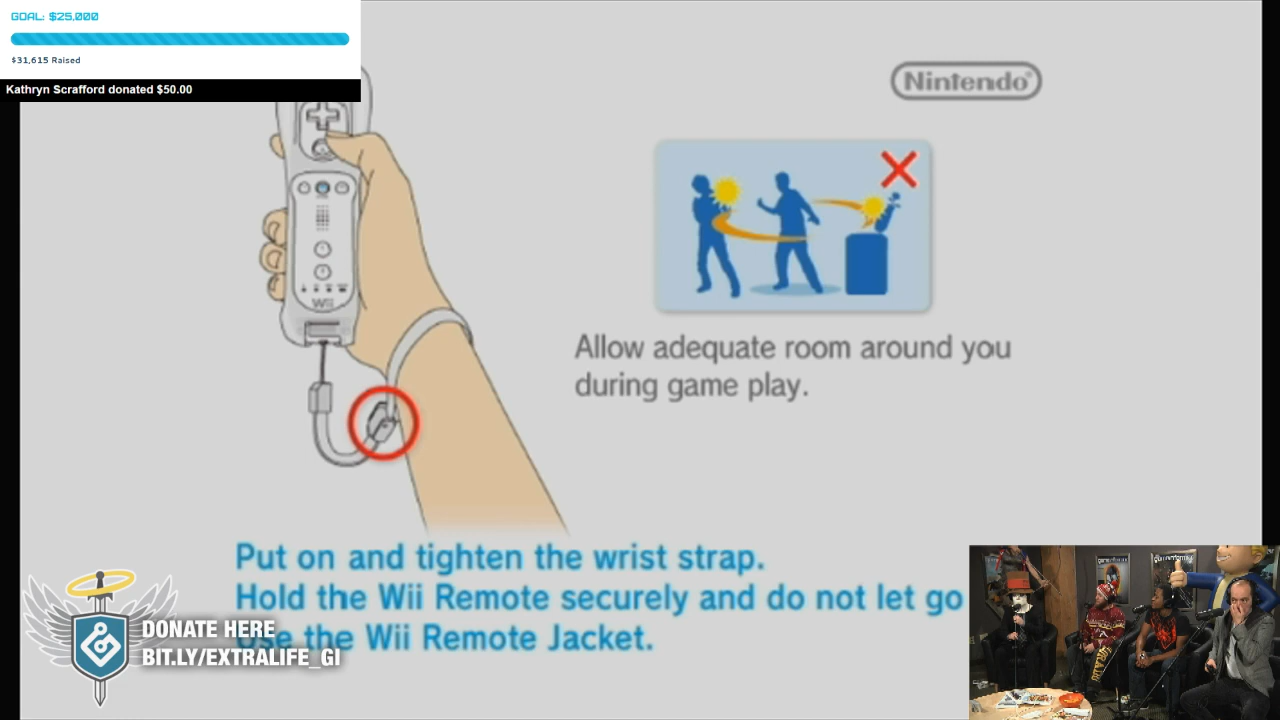 GOAL: $25,000
$31,615 Raised
Kathryn Scrafford donated $50.00
Nintendo®
Wii
Allow adequate room around you
during game play.
Put on and tighten the wrist strap.
Hold the Wii Remote securely and do not let go
Use the Wii Remote Jacket.
DONATE HERE
BIT.LY/EXTRALIFE_GI